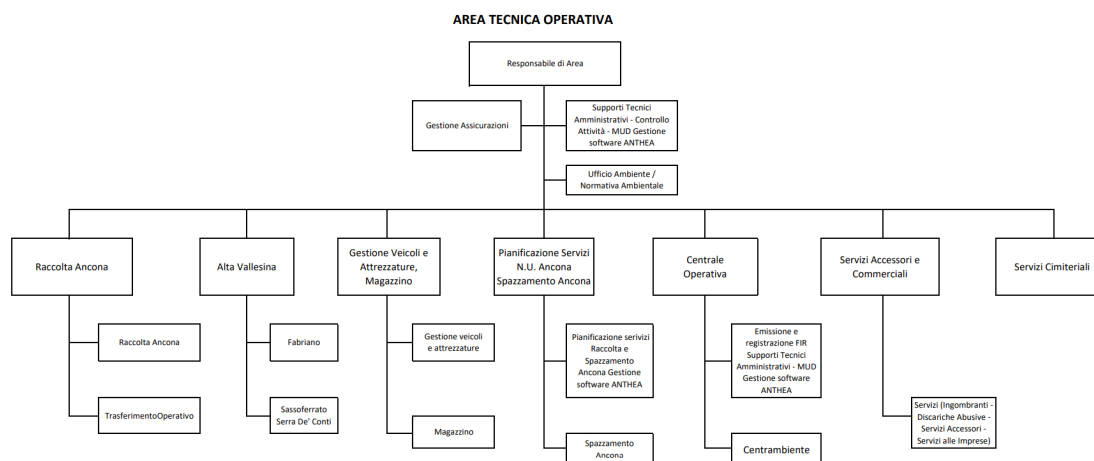 AREA TECNICA OPERATIVA
Responsabile di Area
Gestione Assicurazioni
Supporti Tecnici
Amministrativi - Controllo
Attività - MUD Gestione
software ANTHEA
Ufficio Ambiente /
Normativa Ambientale
Raccolta Ancona
Alta Vallesina
Gestione Veicoli e
Attrezzature,
Magazzino
Pianificazione Servizi
N.U. Ancona
Spazzamento Ancona
Centrale
Operativa
Servizi Accessori e
Commerciali
Servizi Cimiteriali
Raccolta Ancona
Fabriano
Gestione veicoli
e attrezzature
Pianificazione serivizi
Raccolta e
Spazzamento
Ancona Gestione
software ANTHEA
Emissione e
registrazione FIR
Supporti Tecnici
Amministrativi - MUD
Gestione software
ANTHEA
TrasferimentoOperativo
Sassoferrato
Serra De' Conti
Magazzino
Spazzamento
Ancona
Centrambiente
Servizi (Ingombranti -
Discariche Abusive -
Servizi Accessori -
Servizi alle Imprese)